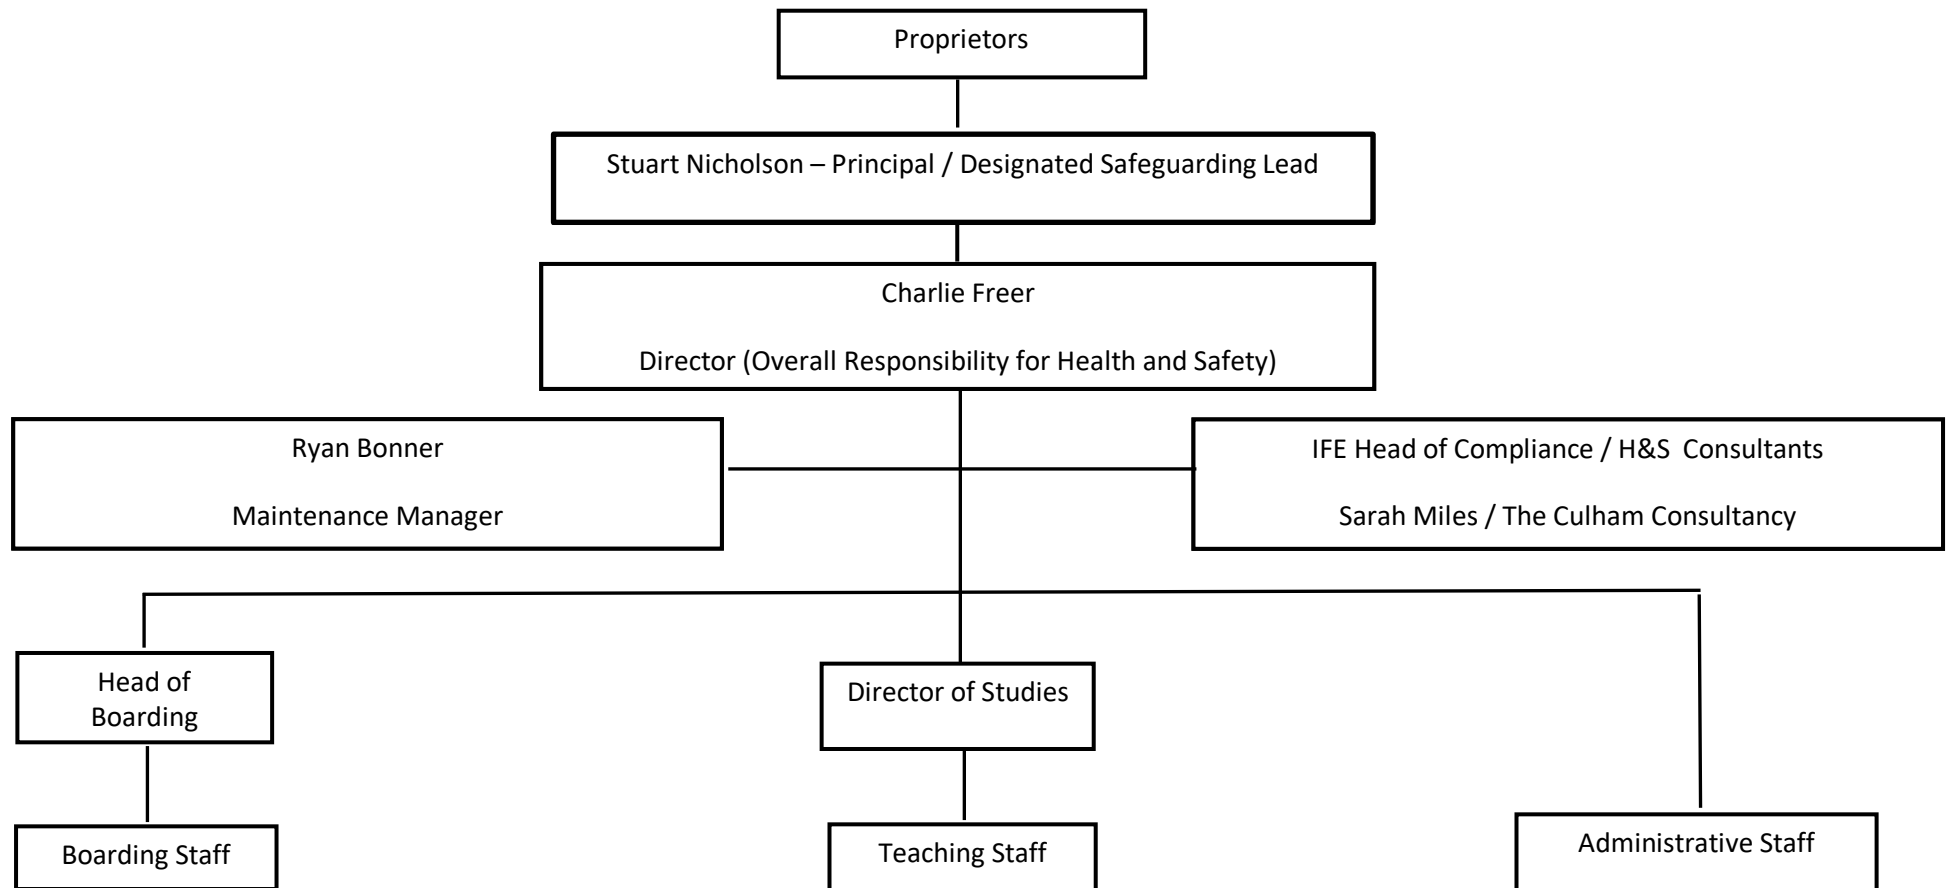 Proprietors
Stuart Nicholson – Principal / Designated Safeguarding Lead
Charlie Freer
Director (Overall Responsibility for Health and Safety)
Ryan Bonner
Maintenance Manager
IFE Head of Compliance / H&S Consultants
Sarah Miles / The Culham Consultancy
Head of
Boarding
Director of Studies
Boarding Staff
Teaching Staff
Administrative Staff